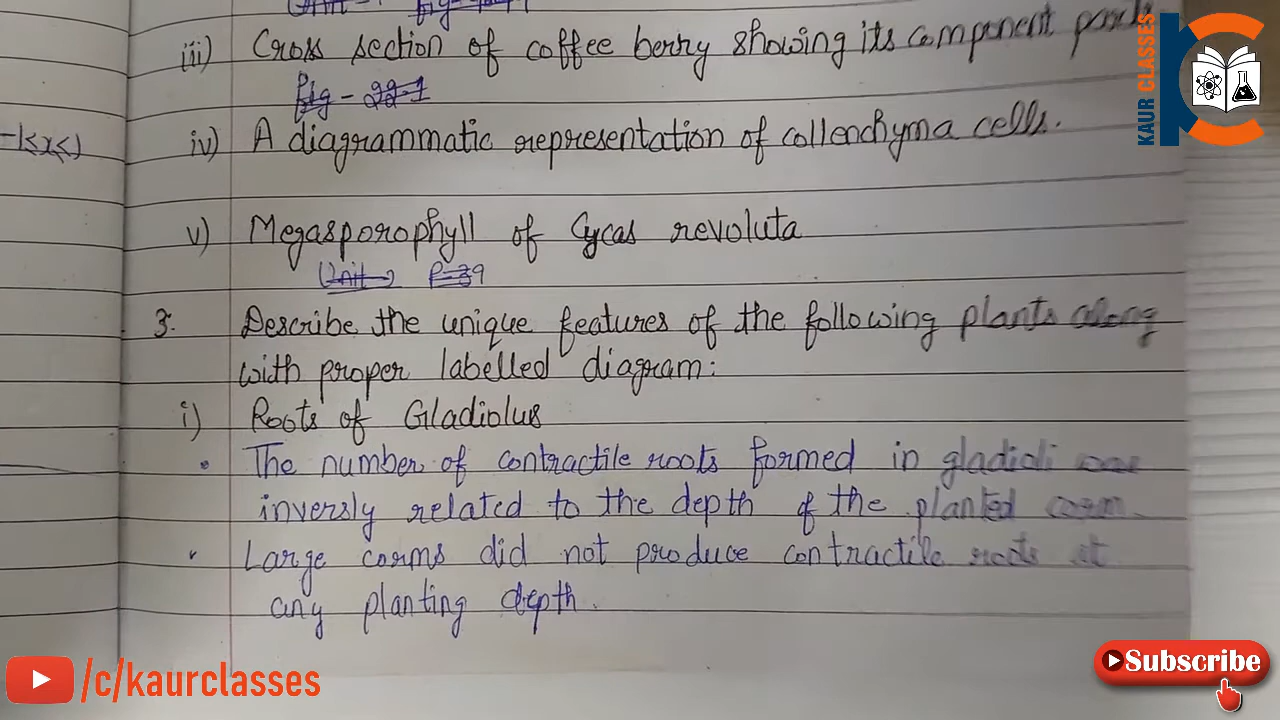 iii) Cross section of coffee berry showing its component
Fig - 22.1
iv) A diagrammatic representation of collenchyma cells.
-1<x<1
v) Megasporophyll of Cycas revoluta
Unit-2 P-39
3. Describe the unique features of the following plants along
with proper labelled diagram:
i) Roots of Gladiolus
• The number of contractile roots formed in gladioli
inversly related to the depth of the planted corm.
• Large corms did not produce contractile roots at
any planting depth.
KAUR CLASSES
/c/kaurclasses
Subscribe